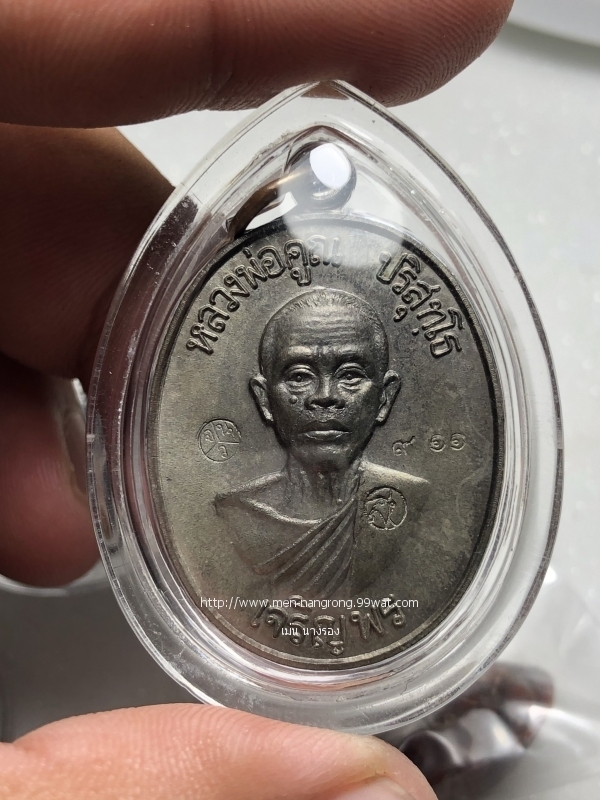 หลวงพ่อคูณ ปริสุทฺโธ
๙ ๑๑
เจริญพร
http://www.men-nangrong.99wat.com
เมน นางรอง